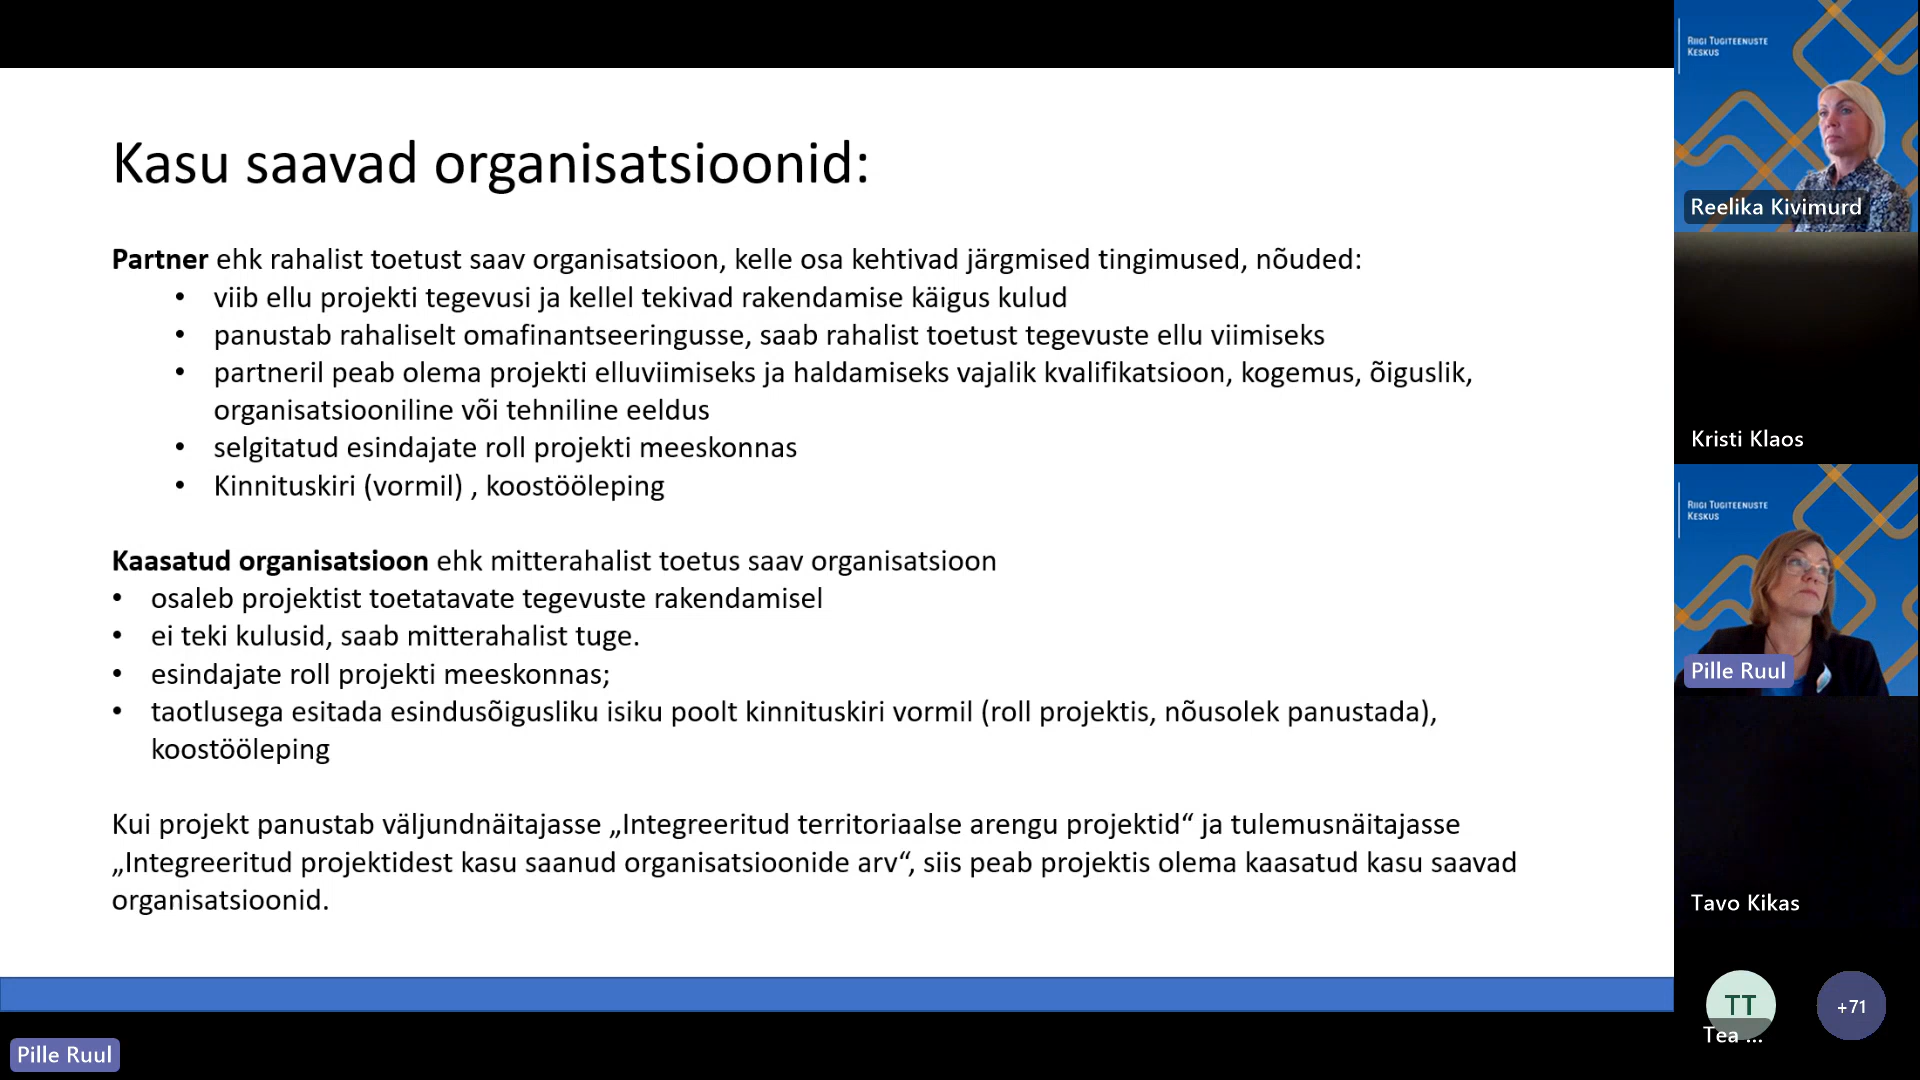 Kasu saavad organisatsioonid:
Partner ehk rahalist toetust saav organisatsioon, kelle osa kehtivad järgmised tingimused, nõuded:
• viib ellu projekti tegevusi ja kellel tekivad rakendamise käigus kulud
• panustab rahaliselt omafinantseeringusse, saab rahalist toetust tegevuste ellu viimiseks
• partneril peab olema projekti elluviimiseks ja haldamiseks vajalik kvalifikatsioon, kogemus, õiguslik,
organisatsiooniline või tehniline eeldus
• selgitatud esindajate roll projekti meeskonnas
• Kinnituskiri (vormil) , koostööleping
Kaasatud organisatsioon ehk mitterahalist toetus saav organisatsioon
• osaleb projektist toetatavate tegevuste rakendamisel
• ei teki kulusid, saab mitterahalist tuge.
• esindajate roll projekti meeskonnas;
• taotlusega esitada esindusõigusliku isiku poolt kinnituskiri vormil (roll projektis, nõusolek panustada),
koostööleping
Kui projekt panustab väljundnäitajasse „Integreeritud territoriaalse arengu projektid“ ja tulemusnäitajasse
„Integreeritud projektidest kasu saanud organisatsioonide arv“, siis peab projektis olema kaasatud kasu saavad
organisatsioonid.
Pille Ruul
RIIGI TUGITEENUSTE
KESKUS
Reelika Kivimurd
Kristi Klaos
RIIGI TUGITEENUSTE
KESKUS
Pille Ruul
Tavo Kikas
TT
Tea ...
+71